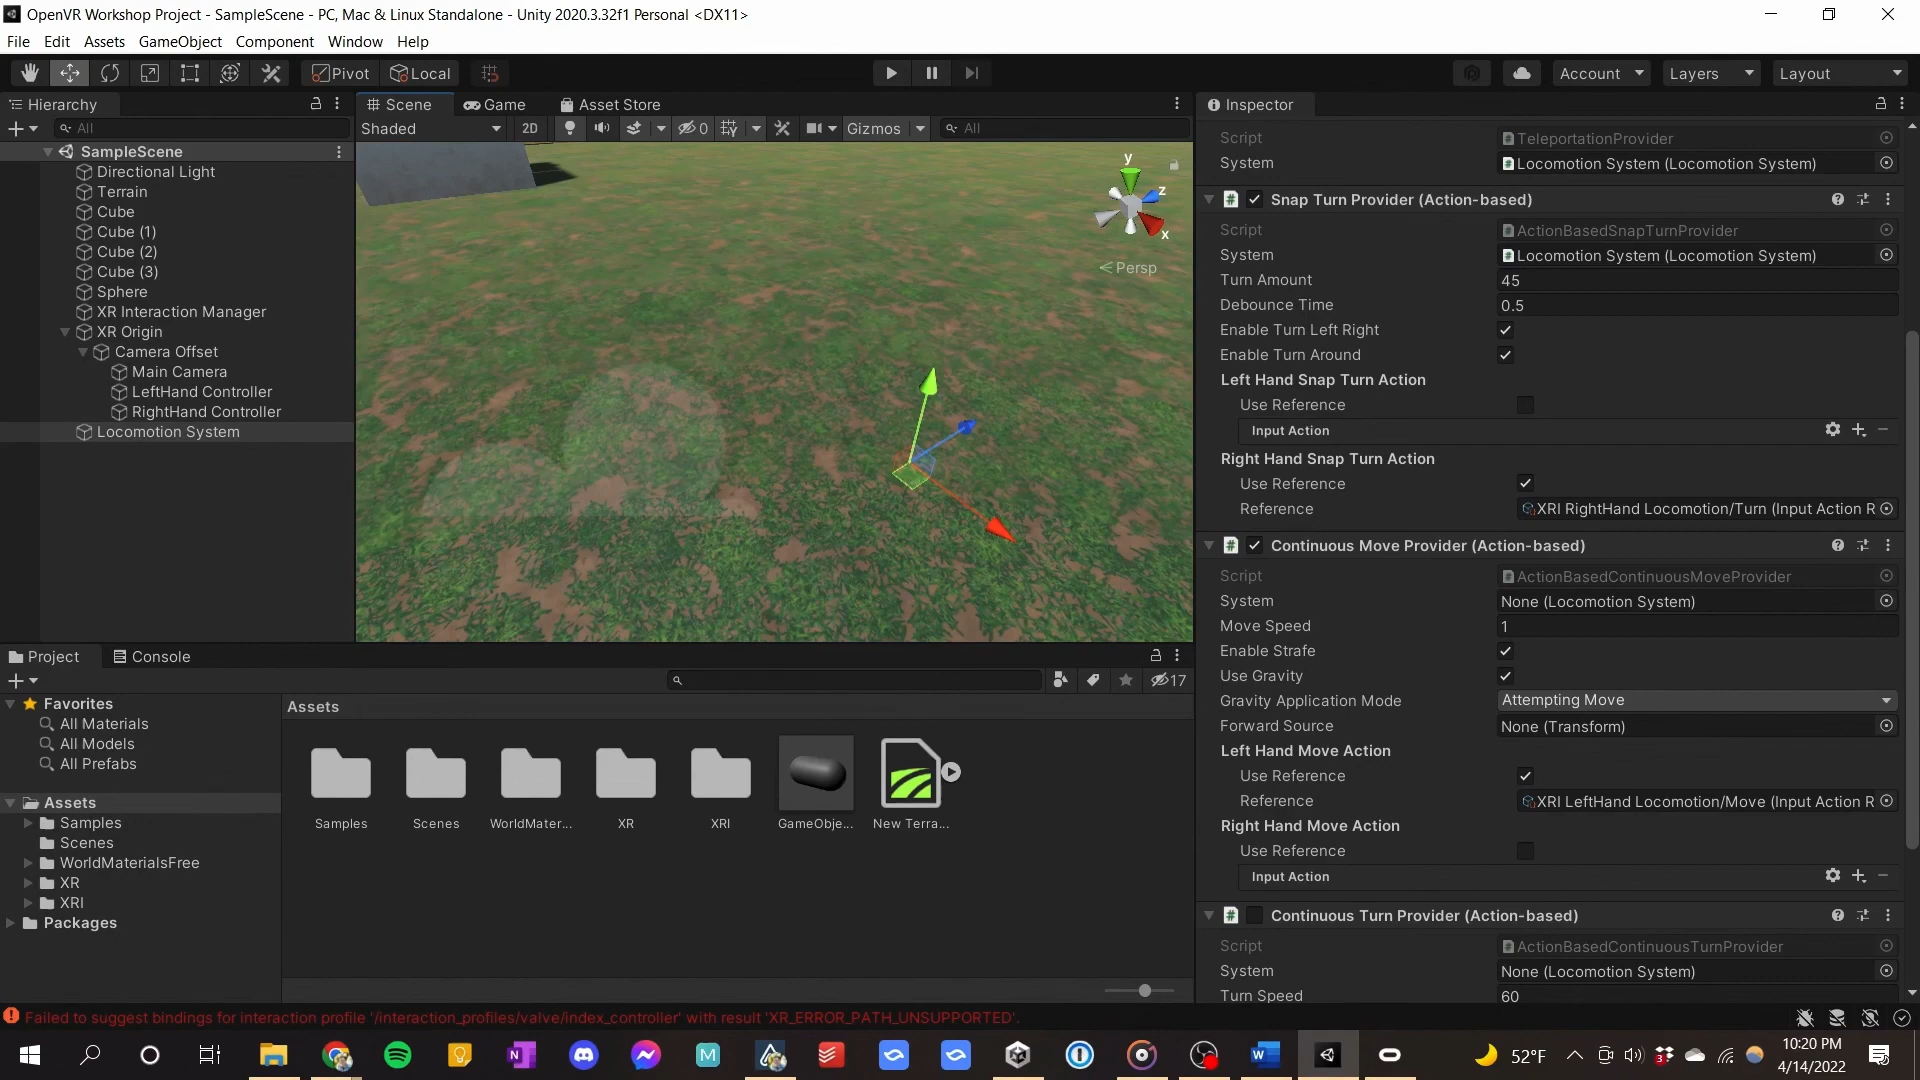 OpenVR Workshop Project - SampleScene - PC, Mac & Linux Standalone - Unity 2020.3.32f1 Personal <DX11>
File Edit Assets GameObject Component Window Help
Pivot Local Account Layers Layout
Hierarchy
All
SampleScene
Directional Light
Terrain
Cube
Cube (1)
Cube (2)
Cube (3)
Sphere
XR Interaction Manager
XR Origin
Camera Offset
Main Camera
LeftHand Controller
RightHand Controller
Locomotion System
Scene Game Asset Store
Shaded 2D 0 Gizmos All
y
z
x
Persp
Inspector
Script TeleportationProvider
System Locomotion System (Locomotion System)
Snap Turn Provider (Action-based)
Script ActionBasedSnapTurnProvider
System Locomotion System (Locomotion System)
Turn Amount 45
Debounce Time 0.5
Enable Turn Left Right
Enable Turn Around
Left Hand Snap Turn Action
Use Reference
Input Action
Right Hand Snap Turn Action
Use Reference
Reference XRI RightHand Locomotion/Turn (Input Action R
Continuous Move Provider (Action-based)
Script ActionBasedContinuousMoveProvider
System None (Locomotion System)
Move Speed 1
Enable Strafe
Use Gravity
Gravity Application Mode Attempting Move
Forward Source None (Transform)
Left Hand Move Action
Use Reference
Reference XRI LeftHand Locomotion/Move (Input Action R
Right Hand Move Action
Use Reference
Input Action
Continuous Turn Provider (Action-based)
Script ActionBasedContinuousTurnProvider
System None (Locomotion System)
Turn Speed 60
Project Console
17
Favorites
All Materials
All Models
All Prefabs
Assets
Samples
Scenes
WorldMaterialsFree
XR
XRI
Packages
Assets
Samples Scenes WorldMater... XR XRI GameObje... New Terra...
Failed to suggest bindings for interaction profile '/interaction_profiles/valve/index_controller' with result 'XR_ERROR_PATH_UNSUPPORTED'.
52°F
10:20 PM
4/14/2022